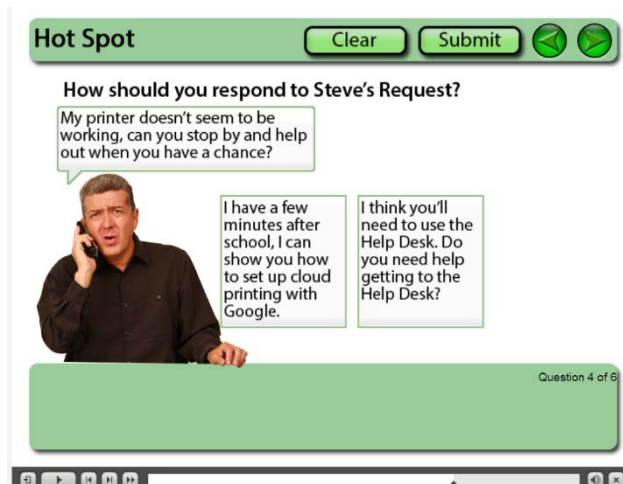 Hot Spot
Clear
Submit
How should you respond to Steve's Request?
My printer doesn't seem to be
working, can you stop by and help
out when you have a chance?
I have a few
minutes after
school, I can
show you how
to set up cloud
printing with
Google.
I think you'll
need to use the
Help Desk. Do
you need help
getting to the
Help Desk?
Question 4 of 6